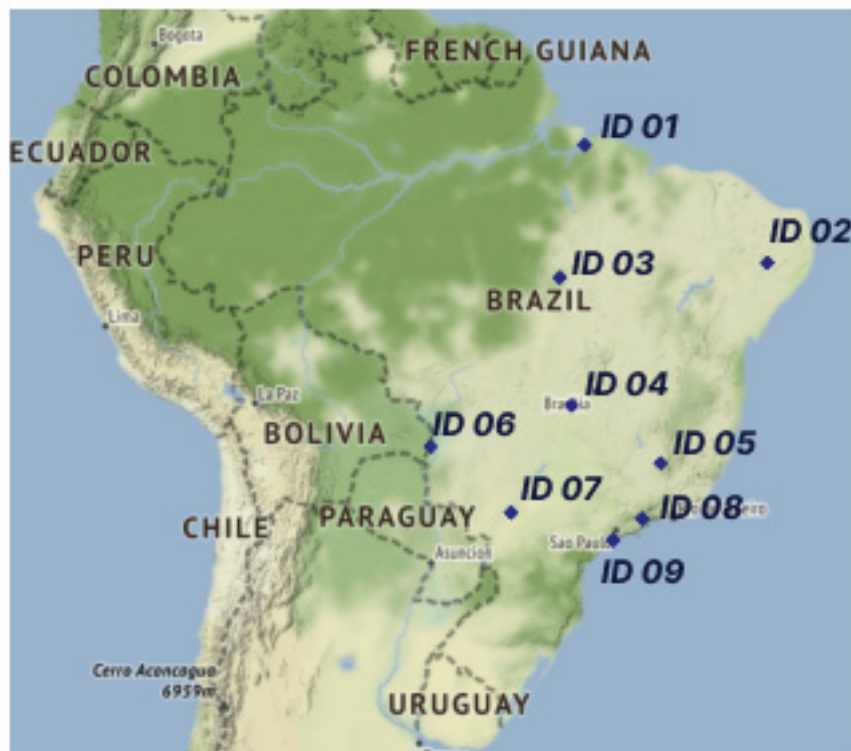 Bogota
COLOMBIA
FRENCH GUIANA
ID 01
ECUADOR
ID 02
PERU
ID 03
BRAZIL
Lima
La Paz
ID 04
BOLIVIA
ID 06
ID 05
ID 07
CHILE
PARAGUAY
ID 08
Asuncion
Sao Paulo
ID 09
Cerro Aconcagua
6959m
URUGUAY